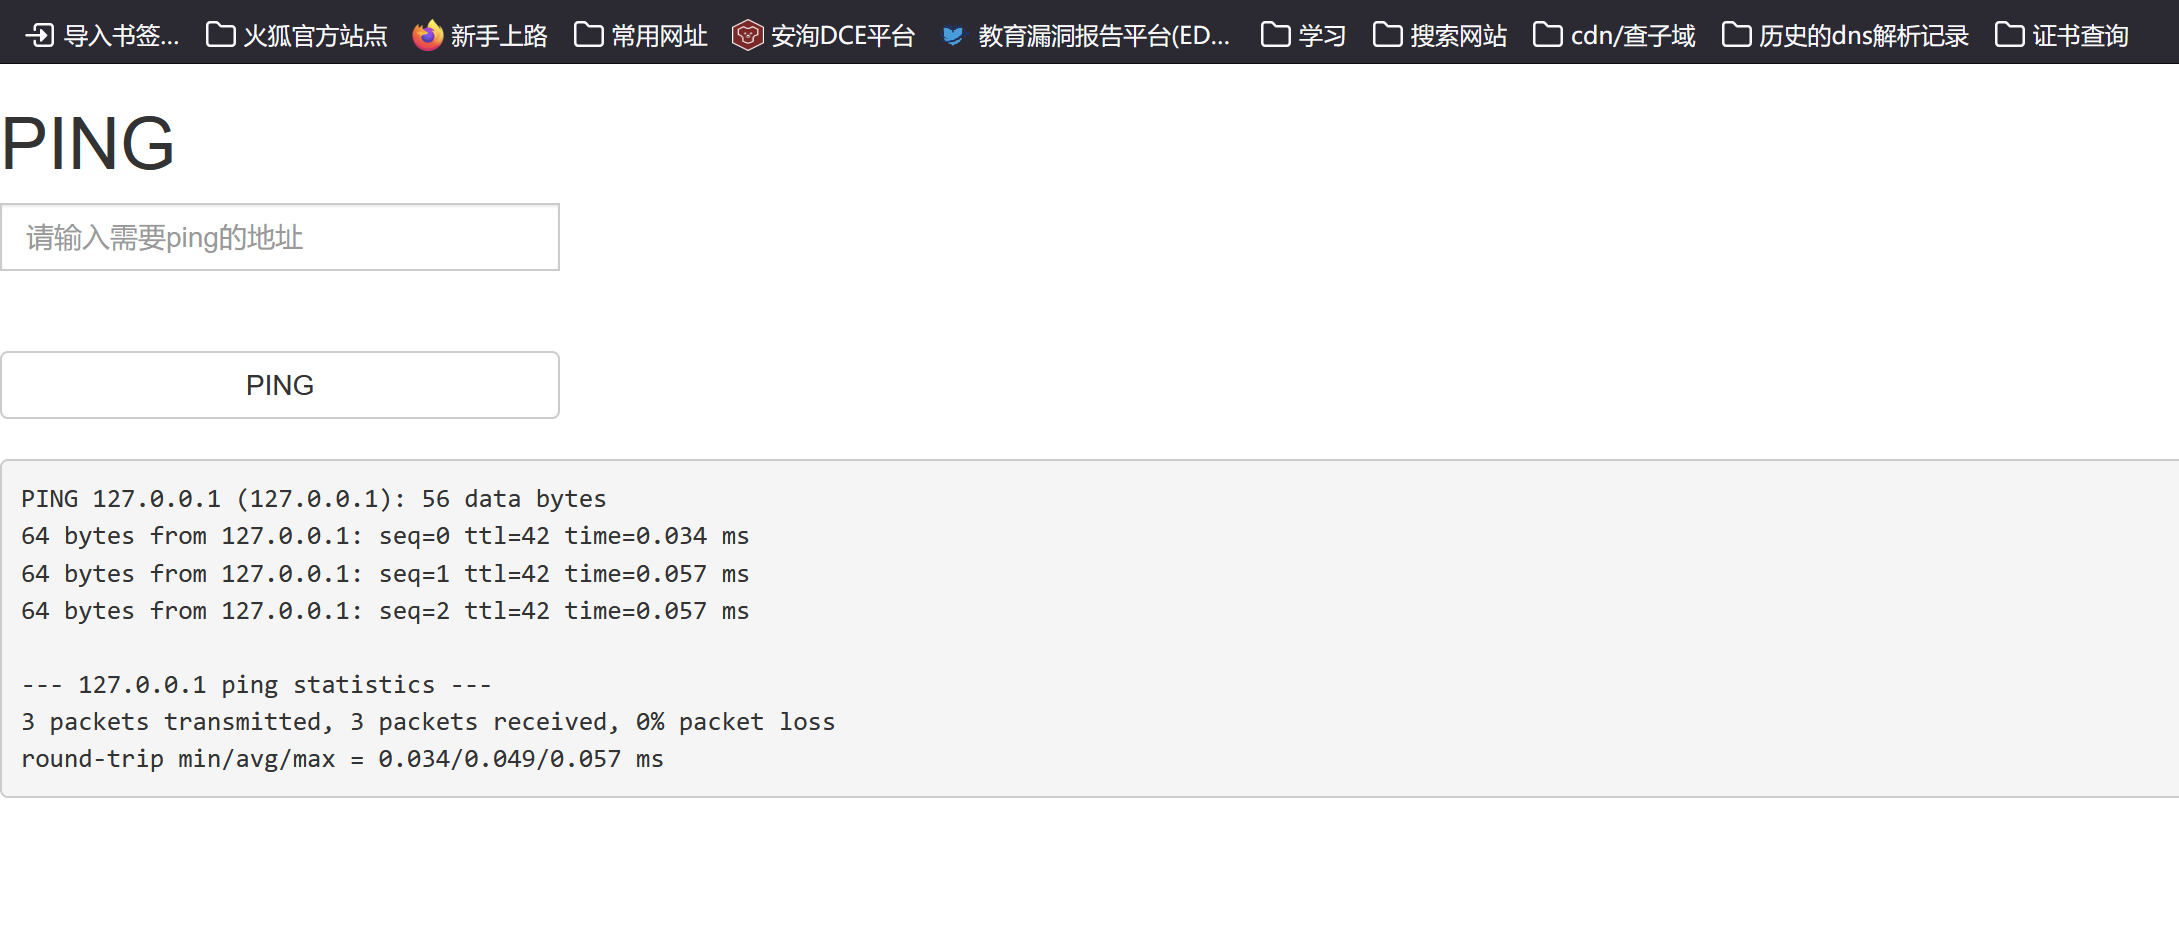 导入书签... 火狐官方站点 新手上路 常用网址 安洵DCE平台 教育漏洞报告平台(ED... 学习 搜索网站 cdn/查子域 历史的dns解析记录 证书查询
PING
请输入需要ping的地址
PING
PING 127.0.0.1 (127.0.0.1): 56 data bytes
64 bytes from 127.0.0.1: seq=0 ttl=42 time=0.034 ms
64 bytes from 127.0.0.1: seq=1 ttl=42 time=0.057 ms
64 bytes from 127.0.0.1: seq=2 ttl=42 time=0.057 ms
--- 127.0.0.1 ping statistics ---
3 packets transmitted, 3 packets received, 0% packet loss
round-trip min/avg/max = 0.034/0.049/0.057 ms